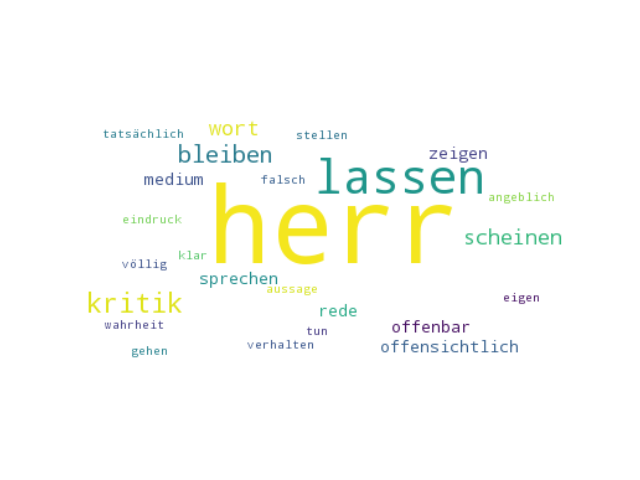 tatsächlich wort stellen
bleiben zeigen
medium falsch lassen
angeblich
eindruck herr
klar scheinen
völlig sprechen
aussage eigen
kritik rede
wahrheit tun offenbar
gehen verhalten offensichtlich